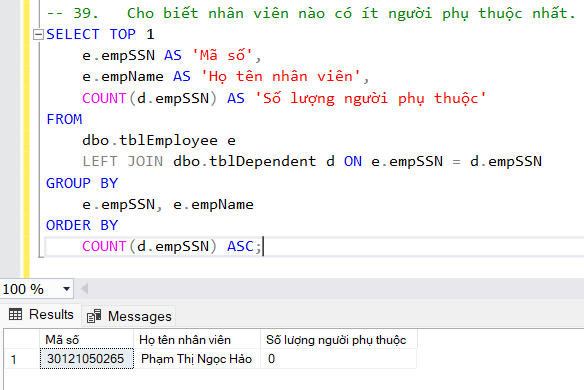 -- 39. Cho biết nhân viên nào có ít người phụ thuộc nhất.
SELECT TOP 1
e.empSSN AS 'Mã số',
e.empName AS 'Họ tên nhân viên',
COUNT(d.empSSN) AS 'Số lượng người phụ thuộc'
FROM
dbo.tblEmployee e
LEFT JOIN dbo.tblDependent d ON e.empSSN = d.empSSN
GROUP BY
e.empSSN, e.empName
ORDER BY
COUNT(d.empSSN) ASC;
100 %
Results Messages
Mã số Họ tên nhân viên Số lượng người phụ thuộc
1 30121050265 Phạm Thị Ngọc Hảo 0